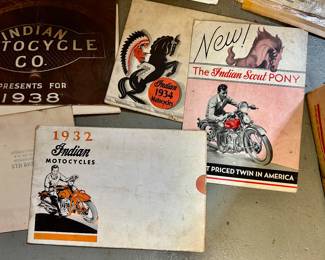 INDIAN
OTOCYCLE
CO.
PRESENTS FOR
1938
Indian
1934
Motocycles
New!
The Indian Scout PONY
T PRICED TWIN IN AMERICA
1932
Indian
MOTOCYCLES